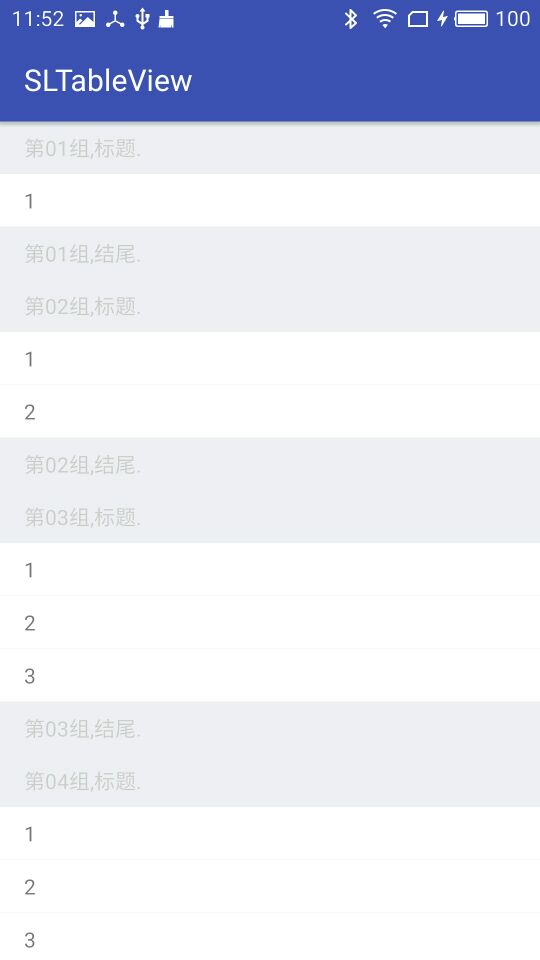 11:52 100
SLTableView
第01组,标题.
1
第01组,结尾.
第02组,标题.
1
2
第02组,结尾.
第03组,标题.
1
2
3
第03组,结尾.
第04组,标题.
1
2
3